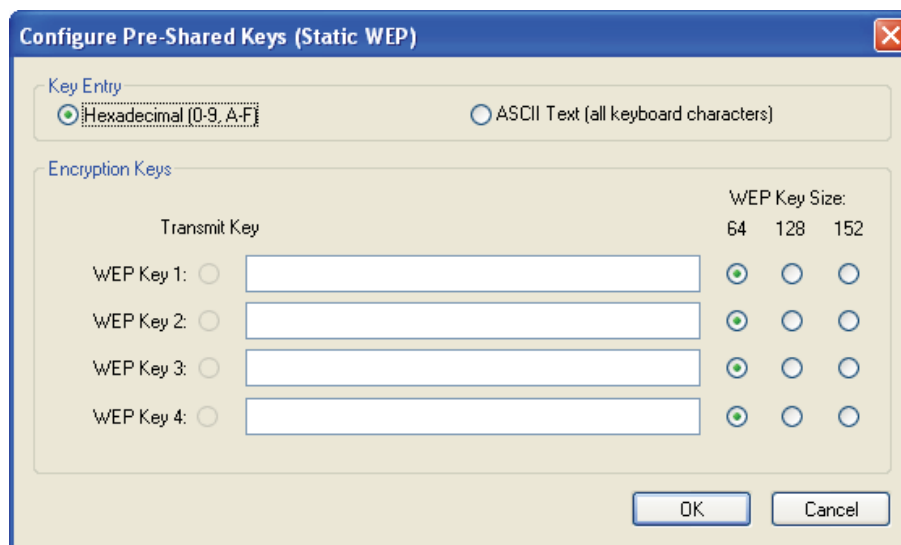 Configure Pre-Shared Keys (Static WEP)
Key Entry
Hexadecimal (0-9, A-F)
ASCII Text (all keyboard characters)
Encryption Keys
WEP Key Size:
Transmit Key
64 128 152
WEP Key 1:
WEP Key 2:
WEP Key 3:
WEP Key 4:
OK
Cancel